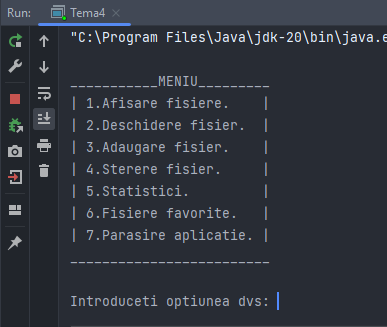 Run: Tema4
"C:\Program Files\Java\jdk-20\bin\java.e
___________MENIU_________
| 1.Afisare fisiere.    |
| 2.Deschidere fisier.  |
| 3.Adaugare fisier.    |
| 4.Sterere fisier.     |
| 5.Statistici.         |
| 6.Fisiere favorite.   |
| 7.Parasire aplicatie. |
_________________________
Introduceti optiunea dvs: